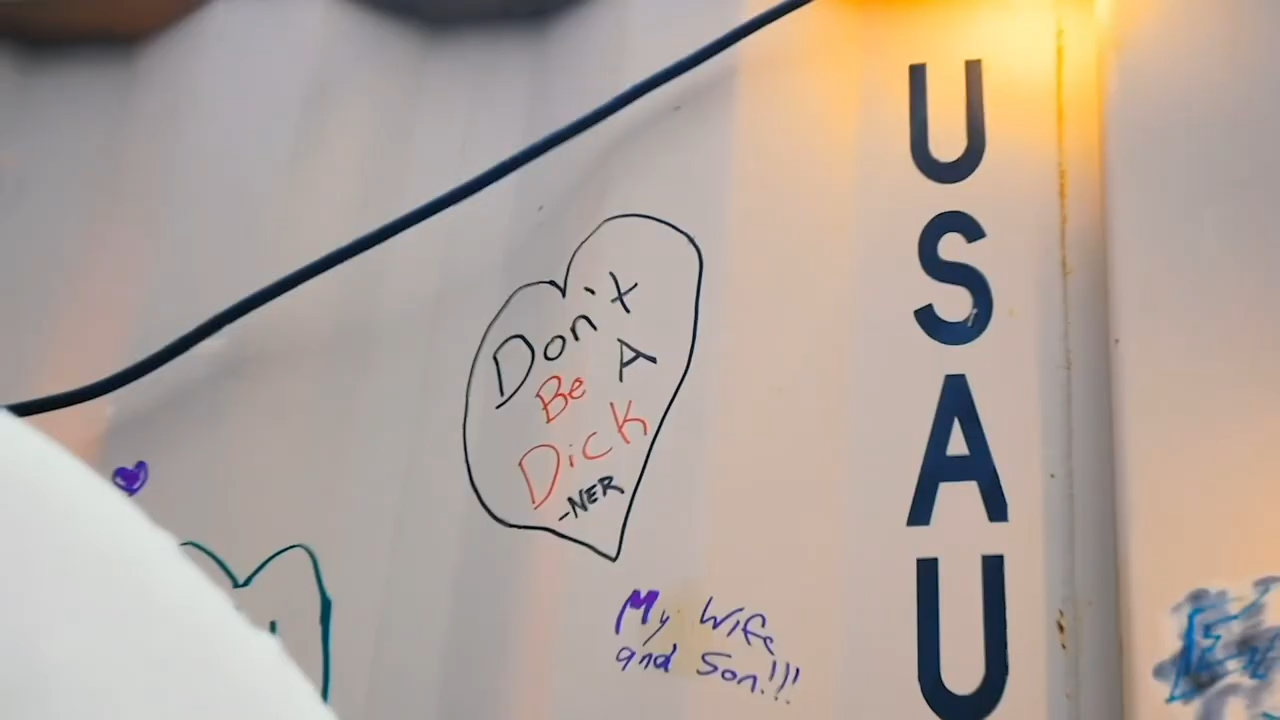 Don't
Be A
Dick
-NER
My Wife
and Son!!!
U
S
A
U